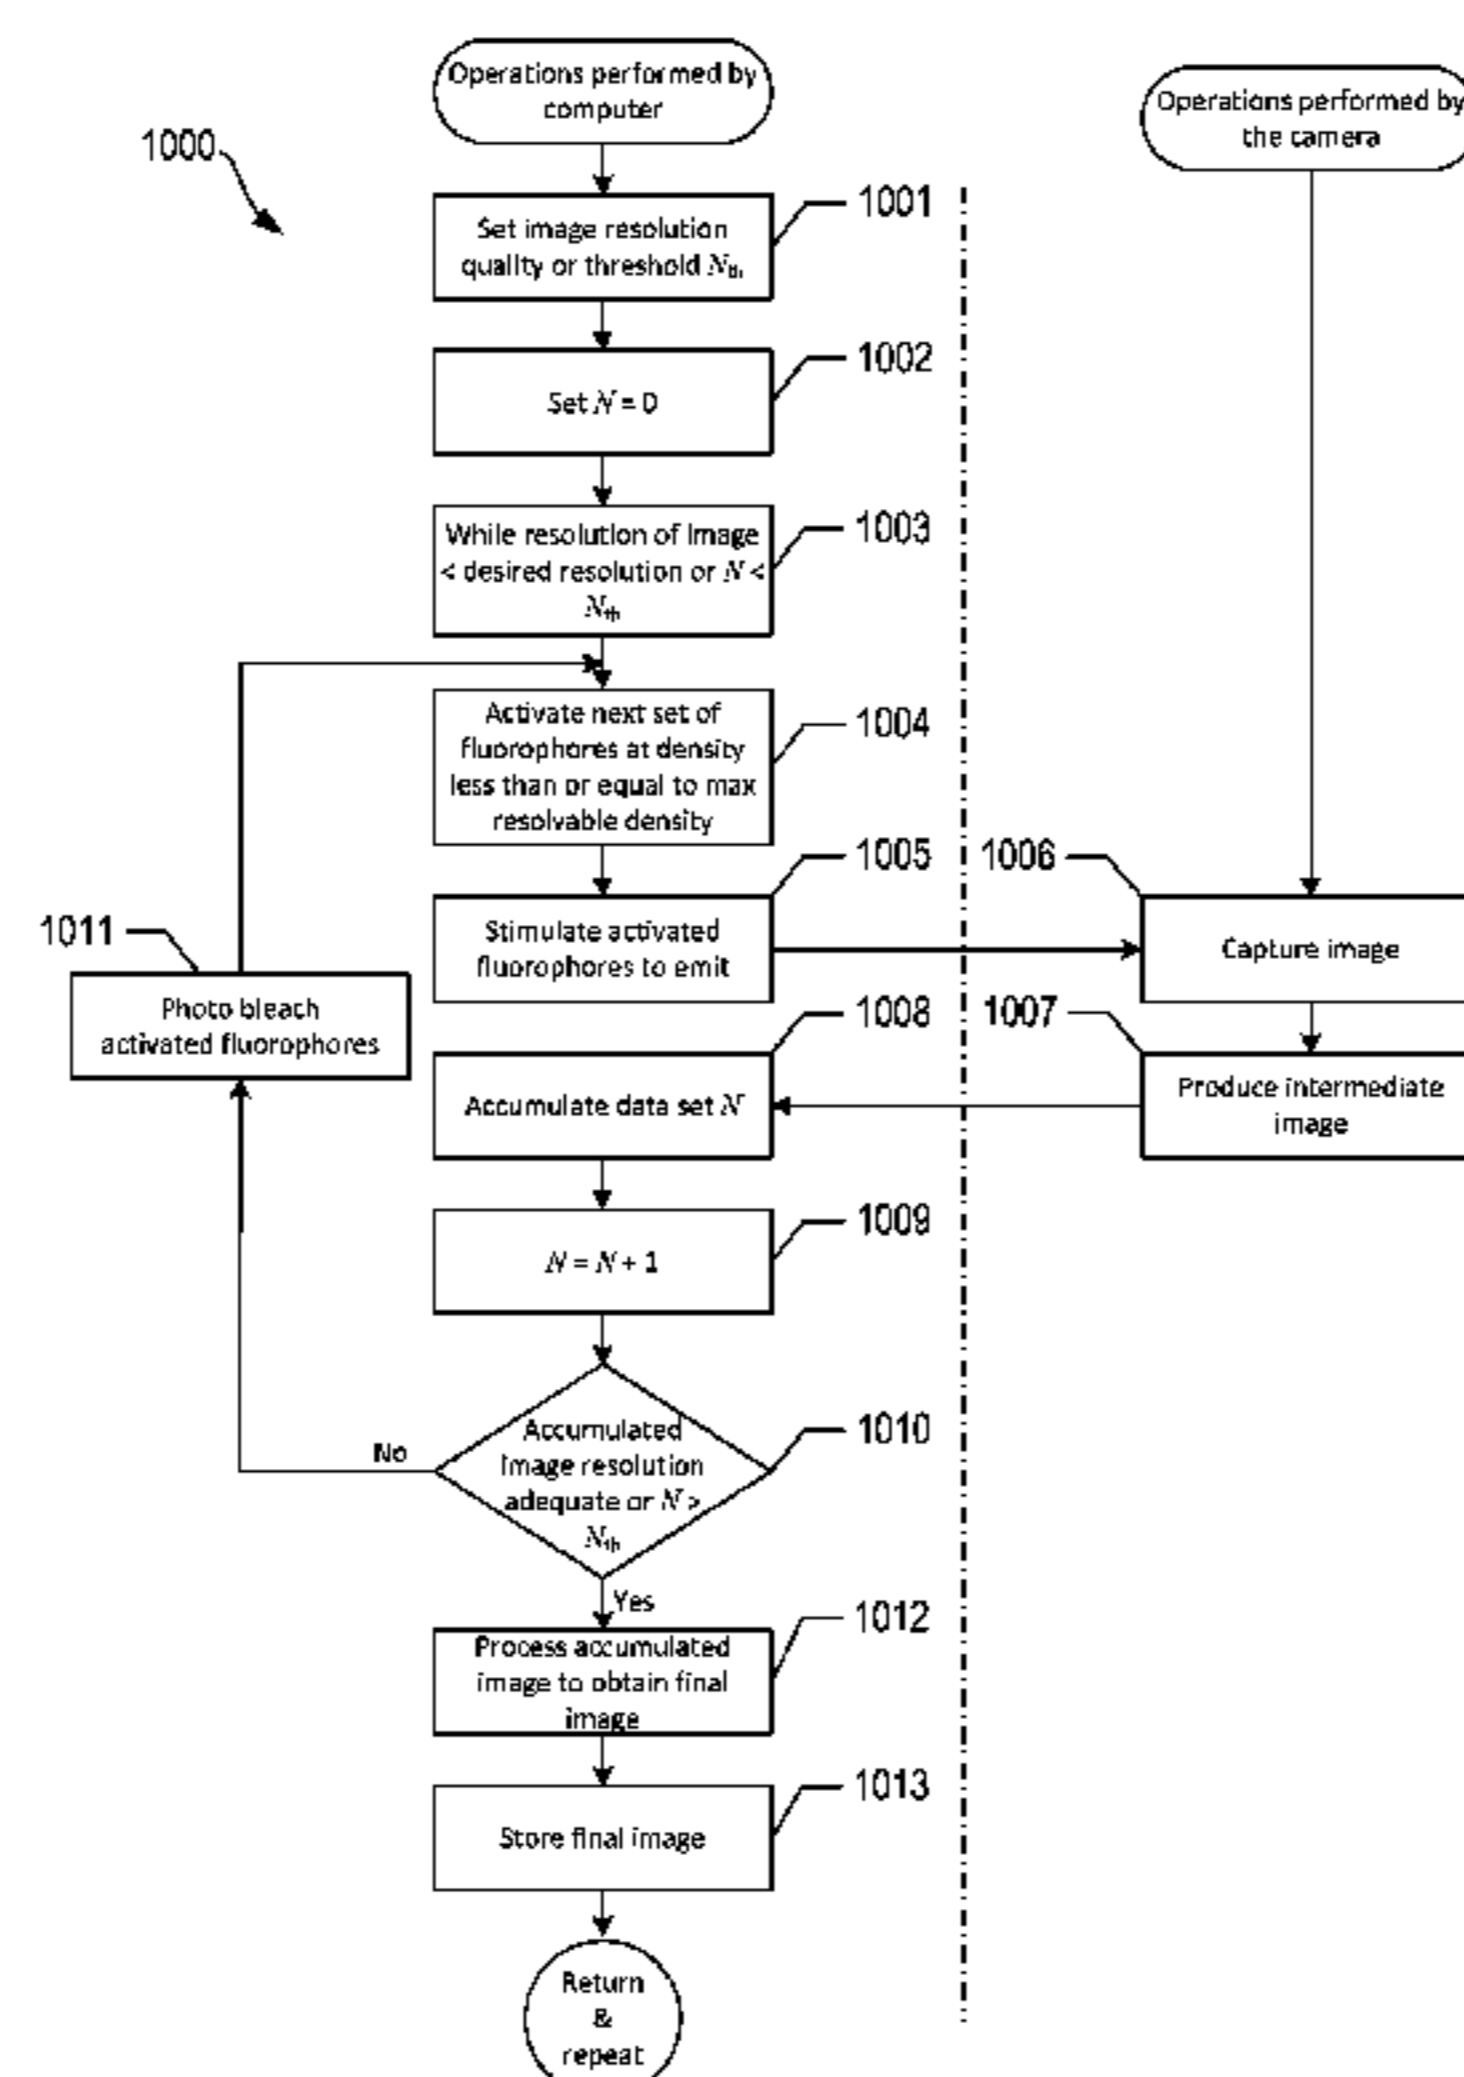 Operations performed by
computer
Operations performed by
the camera
1000
1001
Set image resolution
quality or threshold Nth
1002
Set N = 0
1003
While resolution of image
< desired resolution or N <
Nth
1004
Activate next set of
fluorophores at density
less than or equal to max
resolvable density
1005
1006
Stimulate activated
fluorophores to emit
Capture image
1011
Photo bleach
activated fluorophores
1008
1007
Accumulate data set N
Produce intermediate
image
1009
N = N + 1
1010
Accumulated
image resolution
adequate or N >
Nth
No
Yes
1012
Process accumulated
image to obtain final
image
1013
Store final image
Return
&
repeat